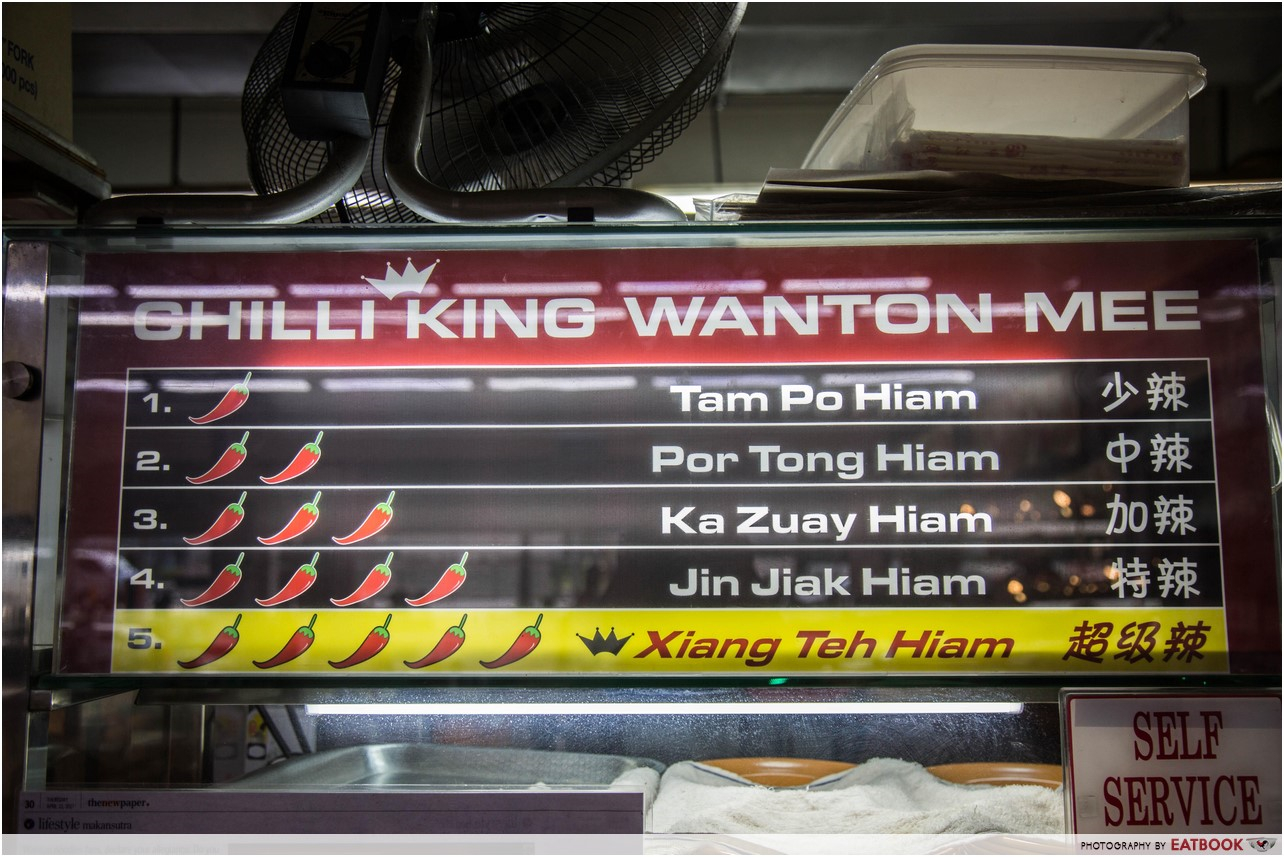 "FORK
CHILLI KING WANTON MEE
1. Tam Po Hiam 少辣
2. Por Tong Hiam 中辣
3. Ka Zuay Hiam 加辣
4. Jin Jiak Hiam 特辣
5. Xiang Teh Hiam 超级辣
SELF
SERVICE
30 thenewpaper.
lifestyle makansutra
PHOTOGRAPHY BY EATBOOK